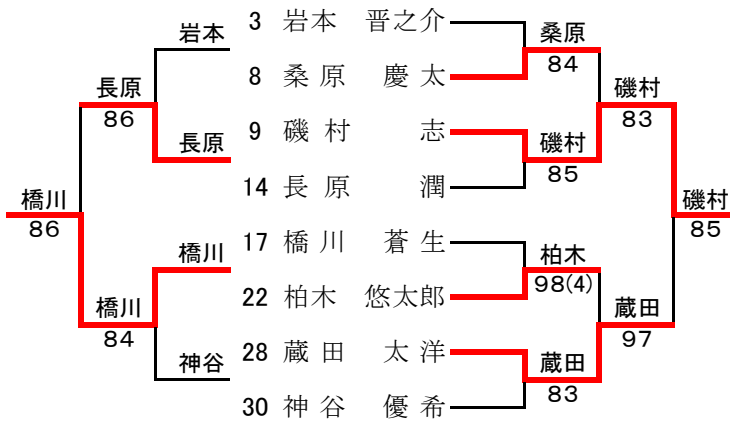 岩本
長原
86
長原
橋川
86
橋川
橋川
84
神谷
3 岩本 晋之介
8 桑原 慶太
9 磯村 志
14 長原 潤
17 橋川 蒼生
22 柏木 悠太郎
28 蔵田 太洋
30 神谷 優希
桑原
84
磯村
83
磯村
85
磯村
85
柏木
98(4)
蔵田
97
蔵田
83